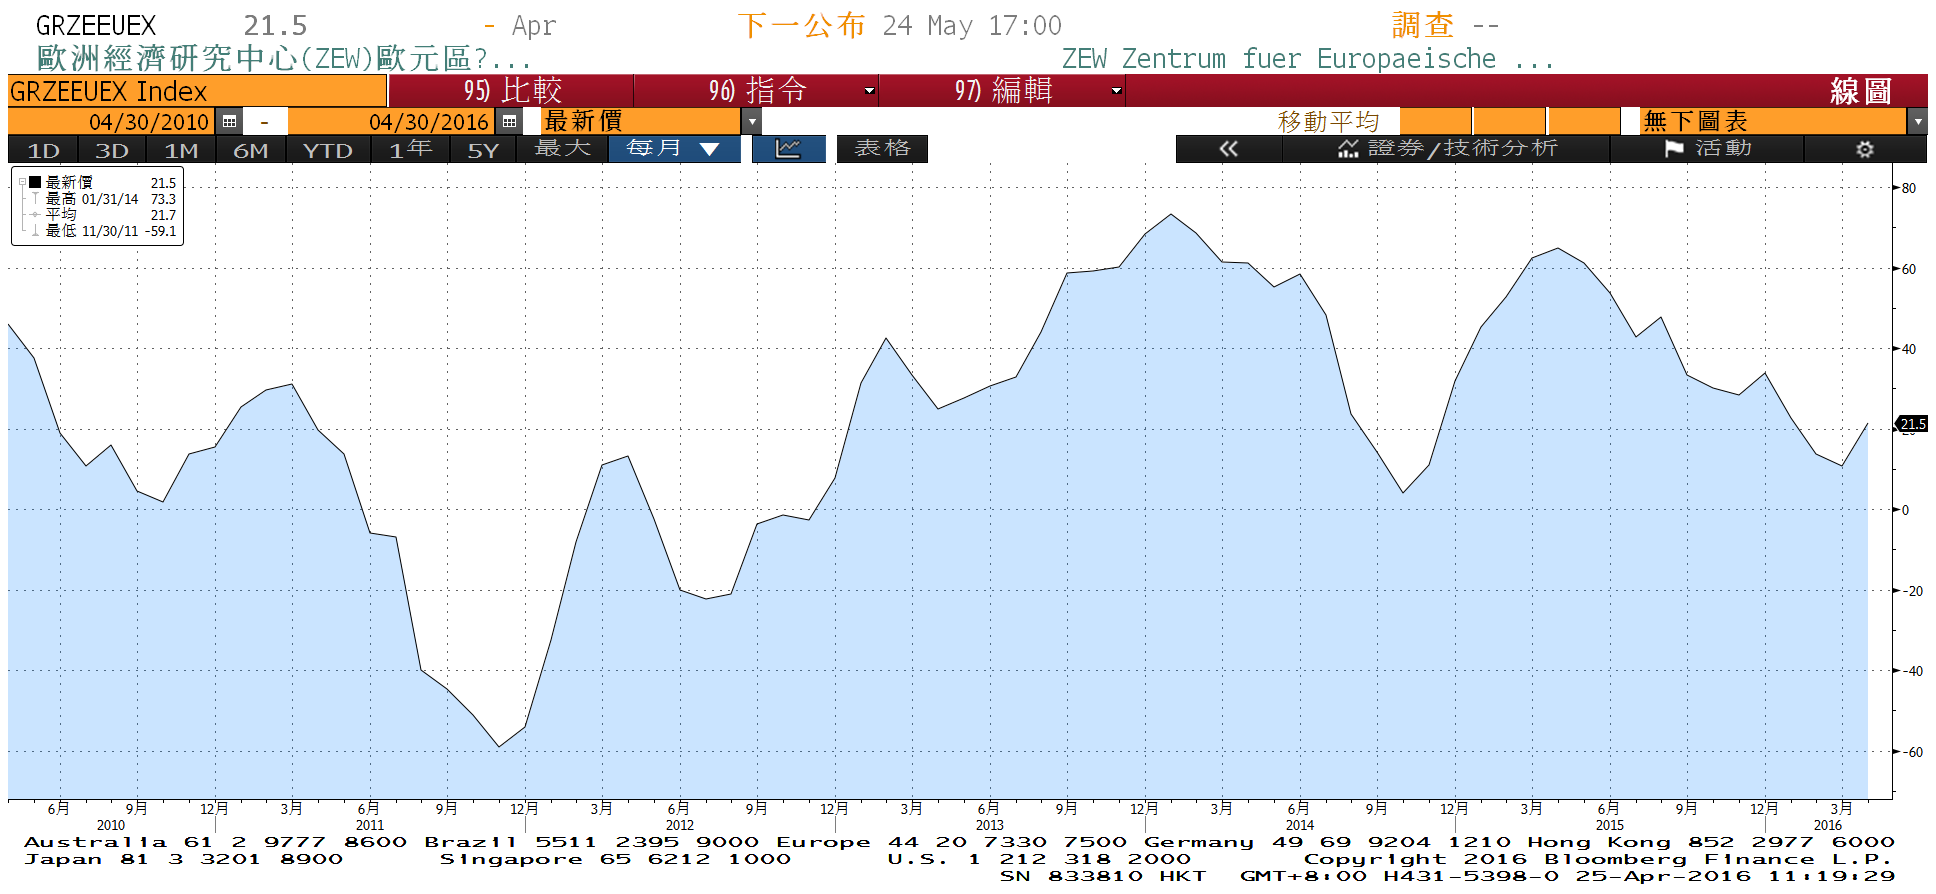 GRZEEUEX 21.5 - Apr 下一公布 24 May 17:00 調查 --
歐洲經濟研究中心(ZEW)歐元區?... ZEW Zentrum fuer Europaeische ...
GRZEEUEX Index 95) 比較 96) 指令 97) 編輯 線圖
04/30/2010 - 04/30/2016 最新價 移動平均 無下圖表
1D 3D 1M 6M YTD 1年 5Y 最大 每月 ▼ 表格 « 證券/技術分析 活動
最新價 21.5
最高 01/31/14 73.3
平均 21.7
最低 11/30/11 -59.1
80
60
40
21.5
0
-20
-40
-60
6月 9月 12月 3月 6月 9月 12月 3月 6月 9月 12月 3月 6月 9月 12月 3月 6月 9月 12月 3月 6月 9月 12月 3月
2010 2011 2012 2013 2014 2015 2016
Australia 61 2 9777 8600 Brazil 5511 2395 9000 Europe 44 20 7330 7500 Germany 49 69 9204 1210 Hong Kong 852 2977 6000
Japan 81 3 3201 8900 Singapore 65 6212 1000 U.S. 1 212 318 2000 Copyright 2016 Bloomberg Finance L.P.
SN 833810 HKT GMT+8:00 H431-5398-0 25-Apr-2016 11:19:29